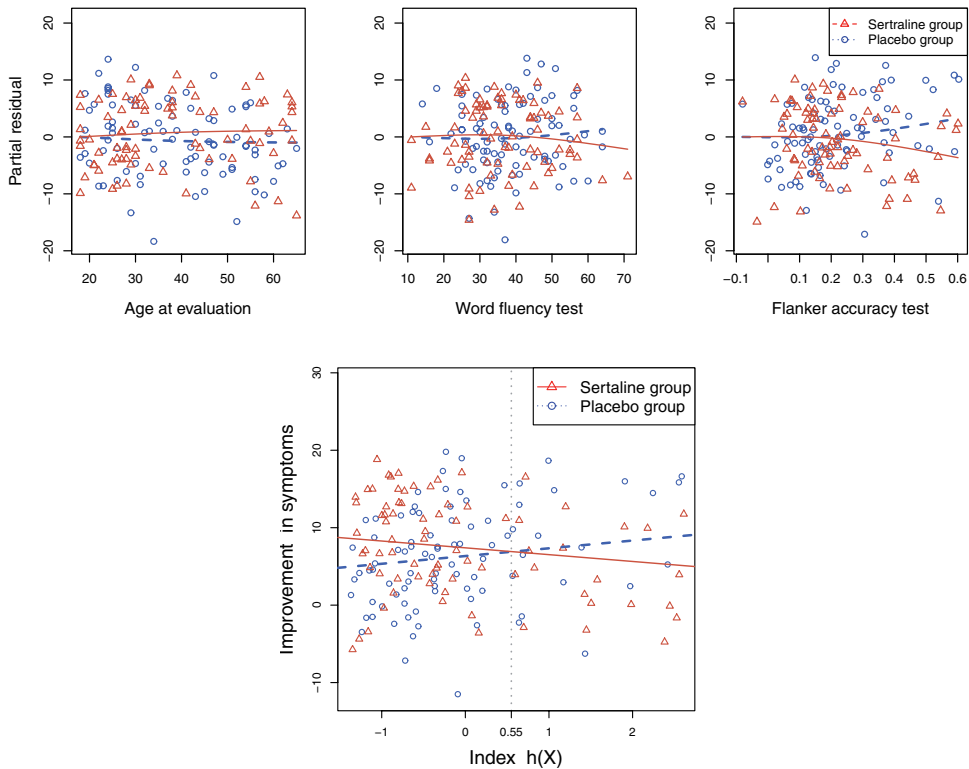 Partial residual
20
10
0
−10
−20
20 30 40 50 60
Age at evaluation
20
10
0
−10
−20
10 20 30 40 50 60 70
Word fluency test
Sertraline group
Placebo group
20
10
0
−10
−20
−0.1 0.1 0.2 0.3 0.4 0.5 0.6
Flanker accuracy test
Sertaline group
Placebo group
Improvement in symptoms
30
20
10
0
−10
−1 0 0.55 1 2
Index h(X)